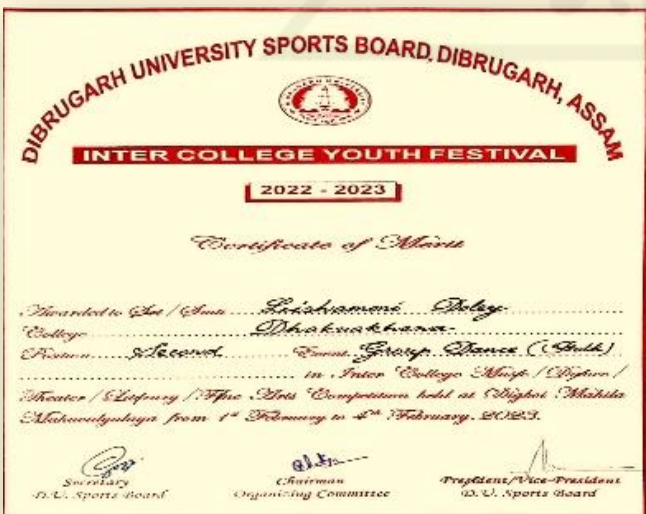 DIBRUGARH UNIVERSITY SPORTS BOARD, DIBRUGARH, ASSAM
INTER COLLEGE YOUTH FESTIVAL
2022 - 2023
Certificate of Merit
Awarded to Sri / Smti Doley
College Dhakuakhana
Position Second Event Group Dance (Folk)
in Inter College Music / /
Theater / Literary / Fine Arts Competition held at Digboi Mahila
Mahavidyalaya from 1st February to 4th February, 2023.
Secretary
D.U. Sports Board
Chairman
Organizing Committee
President/Vice-President
D.U. Sports Board